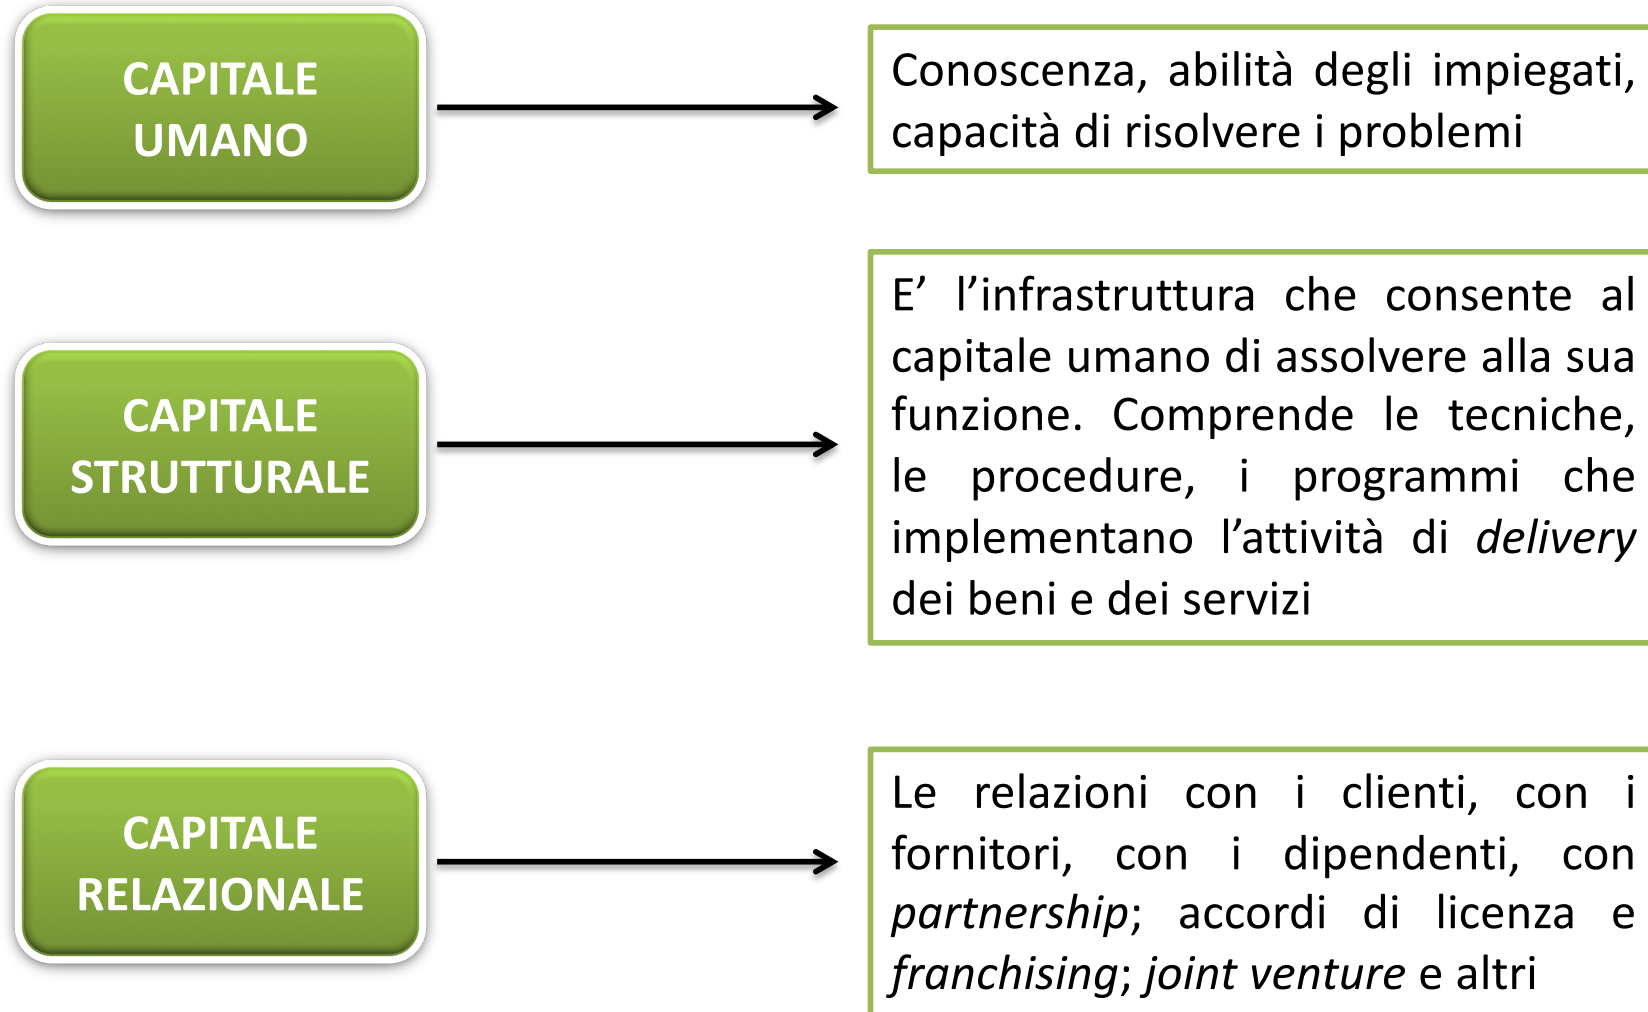 CAPITALE
UMANO
Conoscenza, abilità degli impiegati,
capacità di risolvere i problemi
CAPITALE
STRUTTURALE
E’ l’infrastruttura che consente al
capitale umano di assolvere alla sua
funzione. Comprende le tecniche,
le procedure, i programmi che
implementano l’attività di delivery
dei beni e dei servizi
CAPITALE
RELAZIONALE
Le relazioni con i clienti, con i
fornitori, con i dipendenti, con
partnership; accordi di licenza e
franchising; joint venture e altri